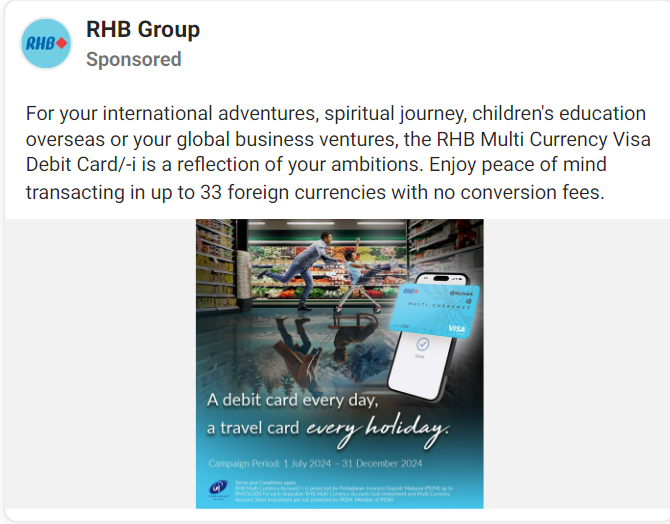 RHB
RHB Group
Sponsored
For your international adventures, spiritual journey, children's education
overseas or your global business ventures, the RHB Multi Currency Visa
Debit Card/-i is a reflection of your ambitions. Enjoy peace of mind
transacting in up to 33 foreign currencies with no conversion fees.
RHB
MULTI CURRENCY
VISA
A debit card every day,
a travel card every holiday.
Campaign Period: 1 July 2024 – 31 December 2024
Terms and Conditions apply.
RHB Multi Currency Account/-i is protected by Perbadanan Insurans Deposit Malaysia (PIDM) up to
RM250,000 for each depositor. RHB Multi Currency Account Gold Investment and Multi Currency
Account Silver Investment are not protected by PIDM. Member of PIDM.